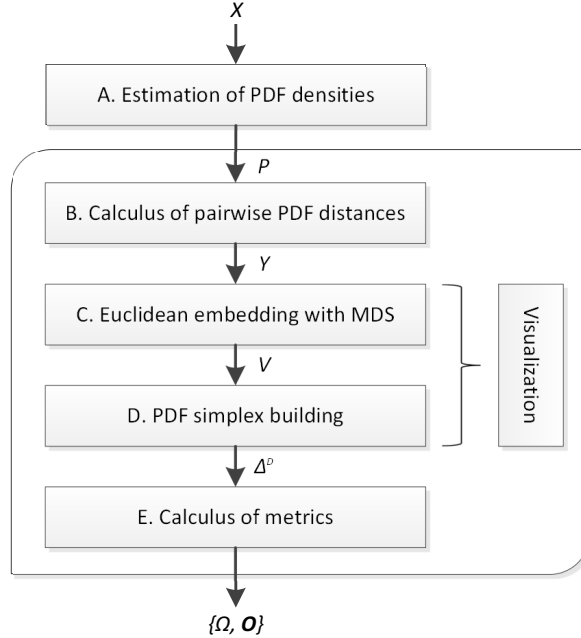 X
A. Estimation of PDF densities
P
B. Calculus of pairwise PDF distances
Y
C. Euclidean embedding with MDS
V
D. PDF simplex building
Visualization
Δᴰ
E. Calculus of metrics
{Ω, O}